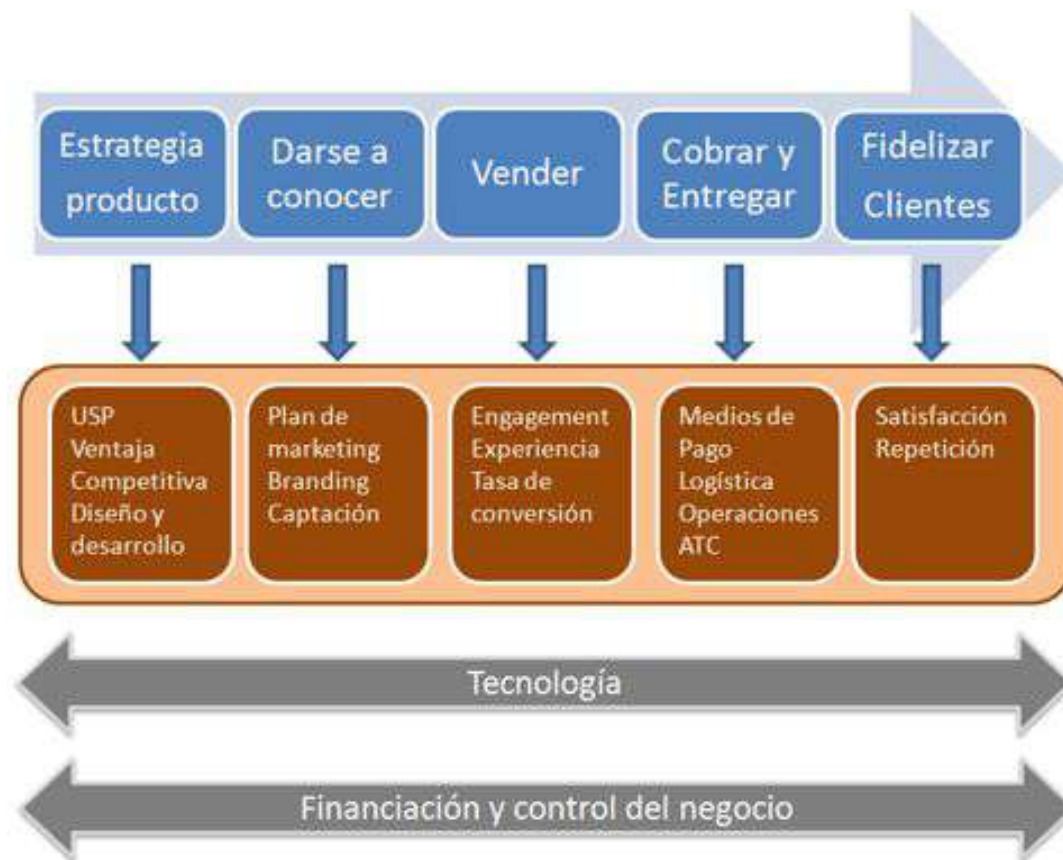 Estrategia
producto
Darse a
conocer
Vender
Cobrar y
Entregar
Fidelizar
Clientes
USP
Ventaja
Competitiva
Diseño y
desarrollo
Plan de
marketing
Branding
Captación
Engagement
Experiencia
Tasa de
conversión
Medios de
Pago
Logística
Operaciones
ATC
Satisfacción
Repetición
Tecnología
Financiación y control del negocio